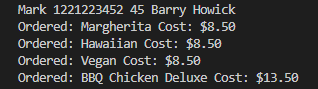 Mark 1221223452 45 Barry Howick
Ordered: Margherita Cost: $8.50
Ordered: Hawaiian Cost: $8.50
Ordered: Vegan Cost: $8.50
Ordered: BBQ Chicken Deluxe Cost: $13.50